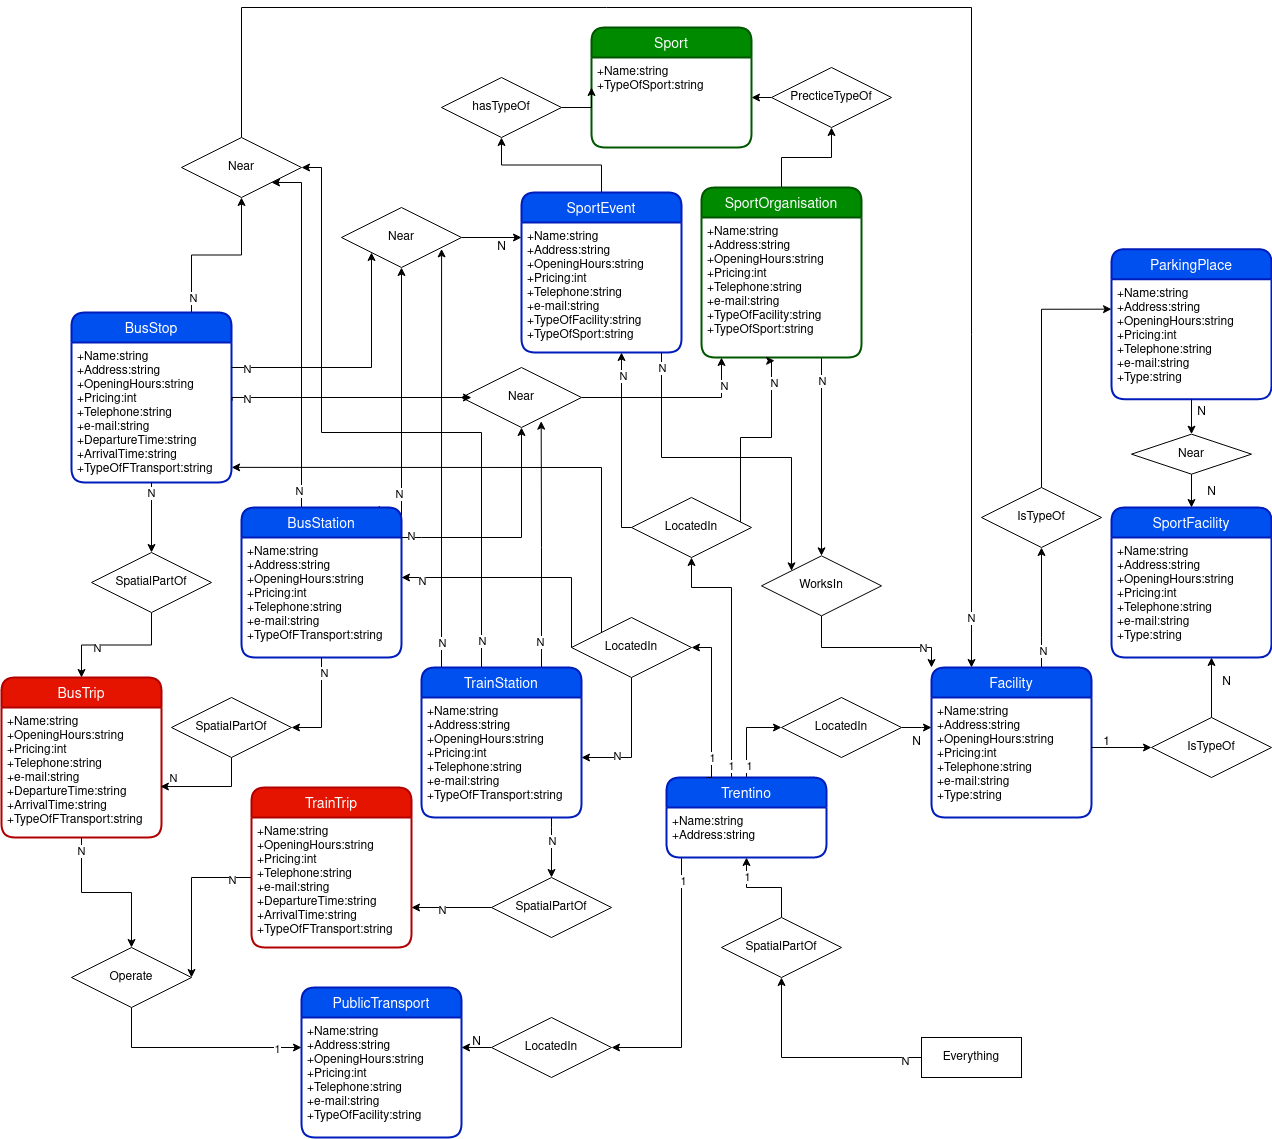 Sport
+Name:string
+TypeOfSport:string
hasTypeOf
PrecticeTypeOf
Near
SportEvent
+Name:string
+Address:string
+OpeningHours:string
+Pricing:int
+Telephone:string
+e-mail:string
+TypeOfFacility:string
+TypeOfSport:string
SportOrganisation
+Name:string
+Address:string
+OpeningHours:string
+Pricing:int
+Telephone:string
+e-mail:string
+TypeOfFacility:string
+TypeOfSport:string
Near
N
ParkingPlace
+Name:string
+Address:string
+OpeningHours:string
+Pricing:int
+Telephone:string
+e-mail:string
+Type:string
N
BusStop
+Name:string
+Address:string
+OpeningHours:string
+Pricing:int
+Telephone:string
+e-mail:string
+DepartureTime:string
+ArrivalTime:string
+TypeOfFTransport:string
N
N
Near
N
N
N
N
N
N
Near
N
N
N
N
SpatialPartOf
N
BusStation
+Name:string
+Address:string
+OpeningHours:string
+Pricing:int
+Telephone:string
+e-mail:string
+TypeOfFTransport:string
N
N
LocatedIn
IsTypeOf
SportFacility
+Name:string
+Address:string
+OpeningHours:string
+Pricing:int
+Telephone:string
+e-mail:string
+Type:string
WorksIn
N
N
N
N
LocatedIn
N
N
N
N
BusTrip
+Name:string
+OpeningHours:string
+Pricing:int
+Telephone:string
+e-mail:string
+DepartureTime:string
+ArrivalTime:string
+TypeOfFTransport:string
SpatialPartOf
N
N
TrainStation
+Name:string
+Address:string
+OpeningHours:string
+Pricing:int
+Telephone:string
+e-mail:string
+TypeOfFTransport:string
N
1
1
1
LocatedIn
N
Facility
+Name:string
+Address:string
+OpeningHours:string
+Pricing:int
+Telephone:string
+e-mail:string
+Type:string
1
IsTypeOf
N
TrainTrip
+Name:string
+OpeningHours:string
+Pricing:int
+Telephone:string
+e-mail:string
+DepartureTime:string
+ArrivalTime:string
+TypeOfFTransport:string
Trentino
+Name:string
+Address:string
N
N
N
SpatialPartOf
N
1
1
SpatialPartOf
Operate
1
PublicTransport
+Name:string
+Address:string
+OpeningHours:string
+Pricing:int
+Telephone:string
+e-mail:string
+TypeOfFacility:string
N
LocatedIn
N
Everything